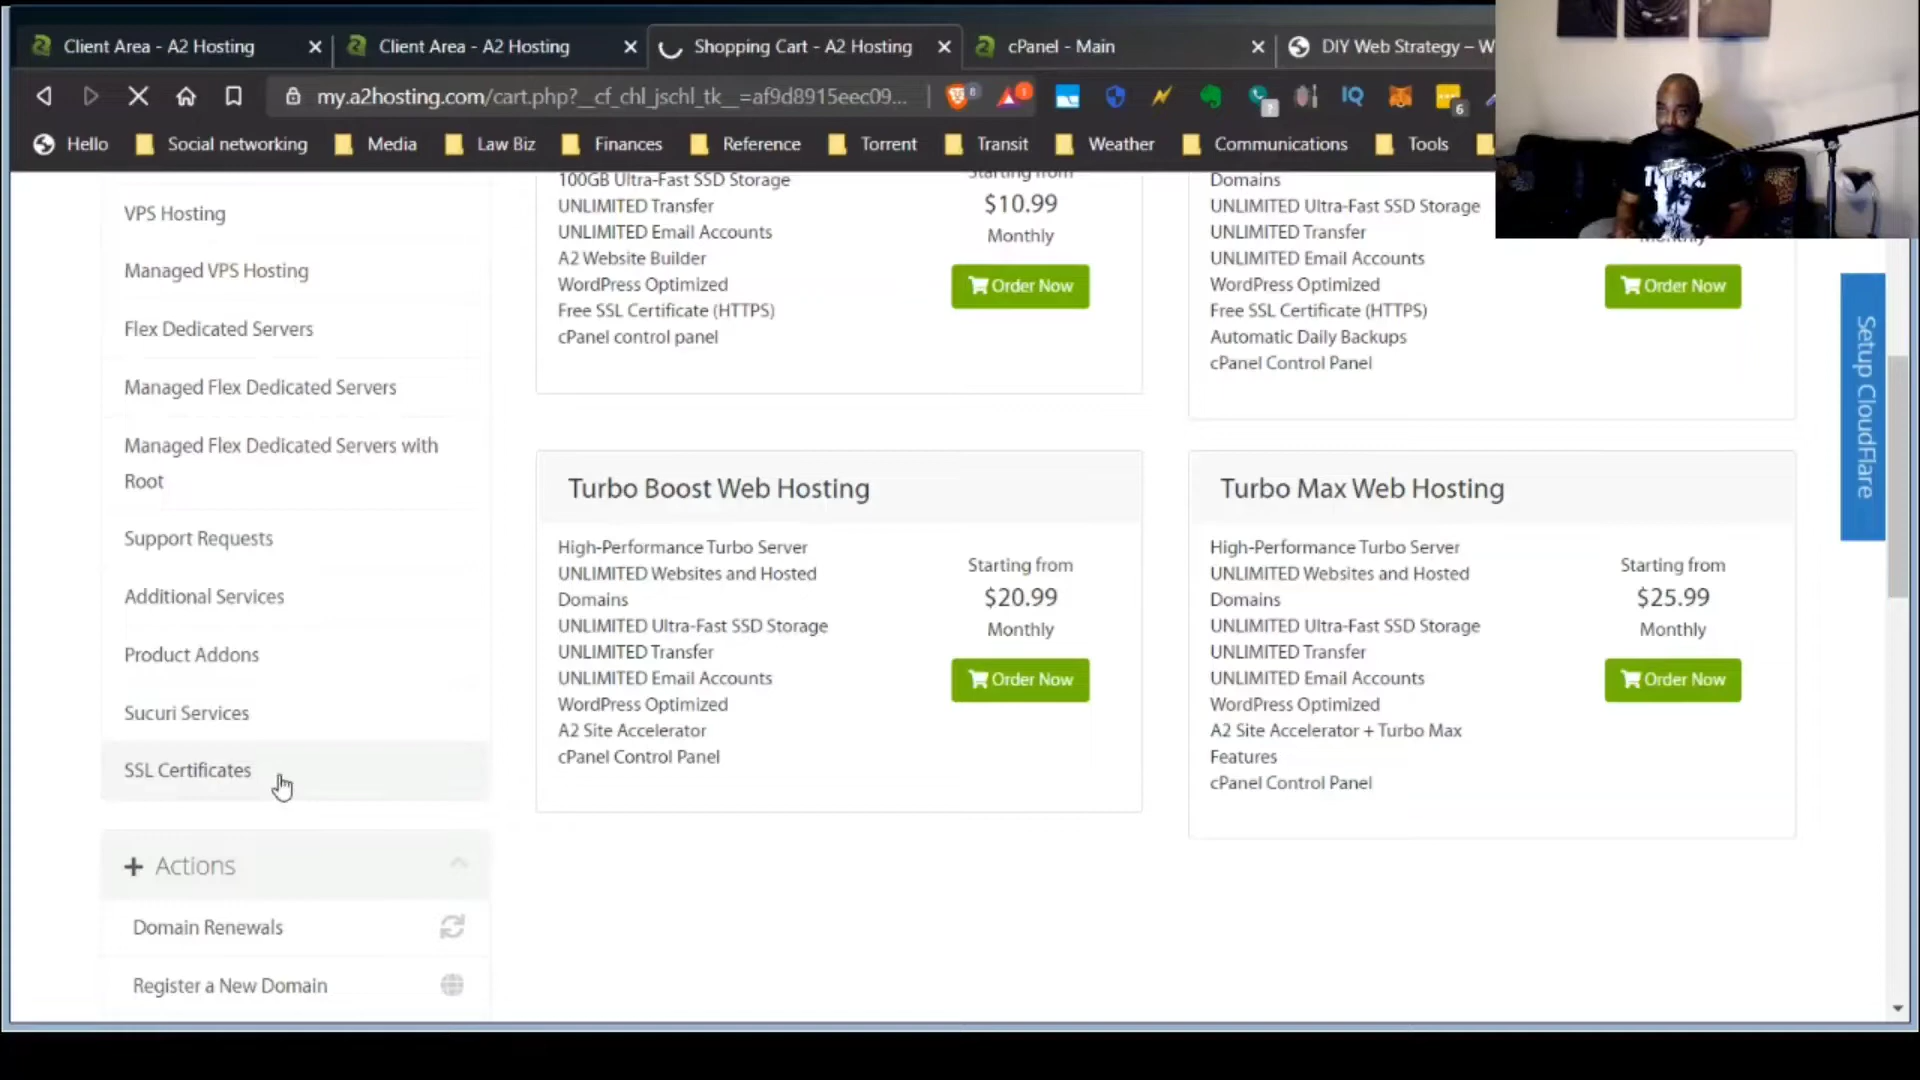 Client Area - A2 Hosting
Client Area - A2 Hosting
Shopping Cart - A2 Hosting
cPanel - Main
DIY Web Strategy – W
my.a2hosting.com/cart.php?__cf_chl_jschl_tk__=af9d8915eec09...
8
1
?
IQ
6
Hello
Social networking
Media
Law Biz
Finances
Reference
Torrent
Transit
Weather
Communications
Tools
VPS Hosting
Managed VPS Hosting
Flex Dedicated Servers
Managed Flex Dedicated Servers
Managed Flex Dedicated Servers with
Root
Support Requests
Additional Services
Product Addons
Sucuri Services
SSL Certificates
Actions
Domain Renewals
Register a New Domain
100GB Ultra-Fast SSD Storage
UNLIMITED Transfer
UNLIMITED Email Accounts
A2 Website Builder
WordPress Optimized
Free SSL Certificate (HTTPS)
cPanel control panel
Starting from
$10.99
Monthly
Order Now
Domains
UNLIMITED Ultra-Fast SSD Storage
UNLIMITED Transfer
UNLIMITED Email Accounts
WordPress Optimized
Free SSL Certificate (HTTPS)
Automatic Daily Backups
cPanel Control Panel
Monthly
Order Now
Turbo Boost Web Hosting
High-Performance Turbo Server
UNLIMITED Websites and Hosted
Domains
UNLIMITED Ultra-Fast SSD Storage
UNLIMITED Transfer
UNLIMITED Email Accounts
WordPress Optimized
A2 Site Accelerator
cPanel Control Panel
Starting from
$20.99
Monthly
Order Now
Turbo Max Web Hosting
High-Performance Turbo Server
UNLIMITED Websites and Hosted
Domains
UNLIMITED Ultra-Fast SSD Storage
UNLIMITED Transfer
UNLIMITED Email Accounts
WordPress Optimized
A2 Site Accelerator + Turbo Max
Features
cPanel Control Panel
Starting from
$25.99
Monthly
Order Now
Setup CloudFlare